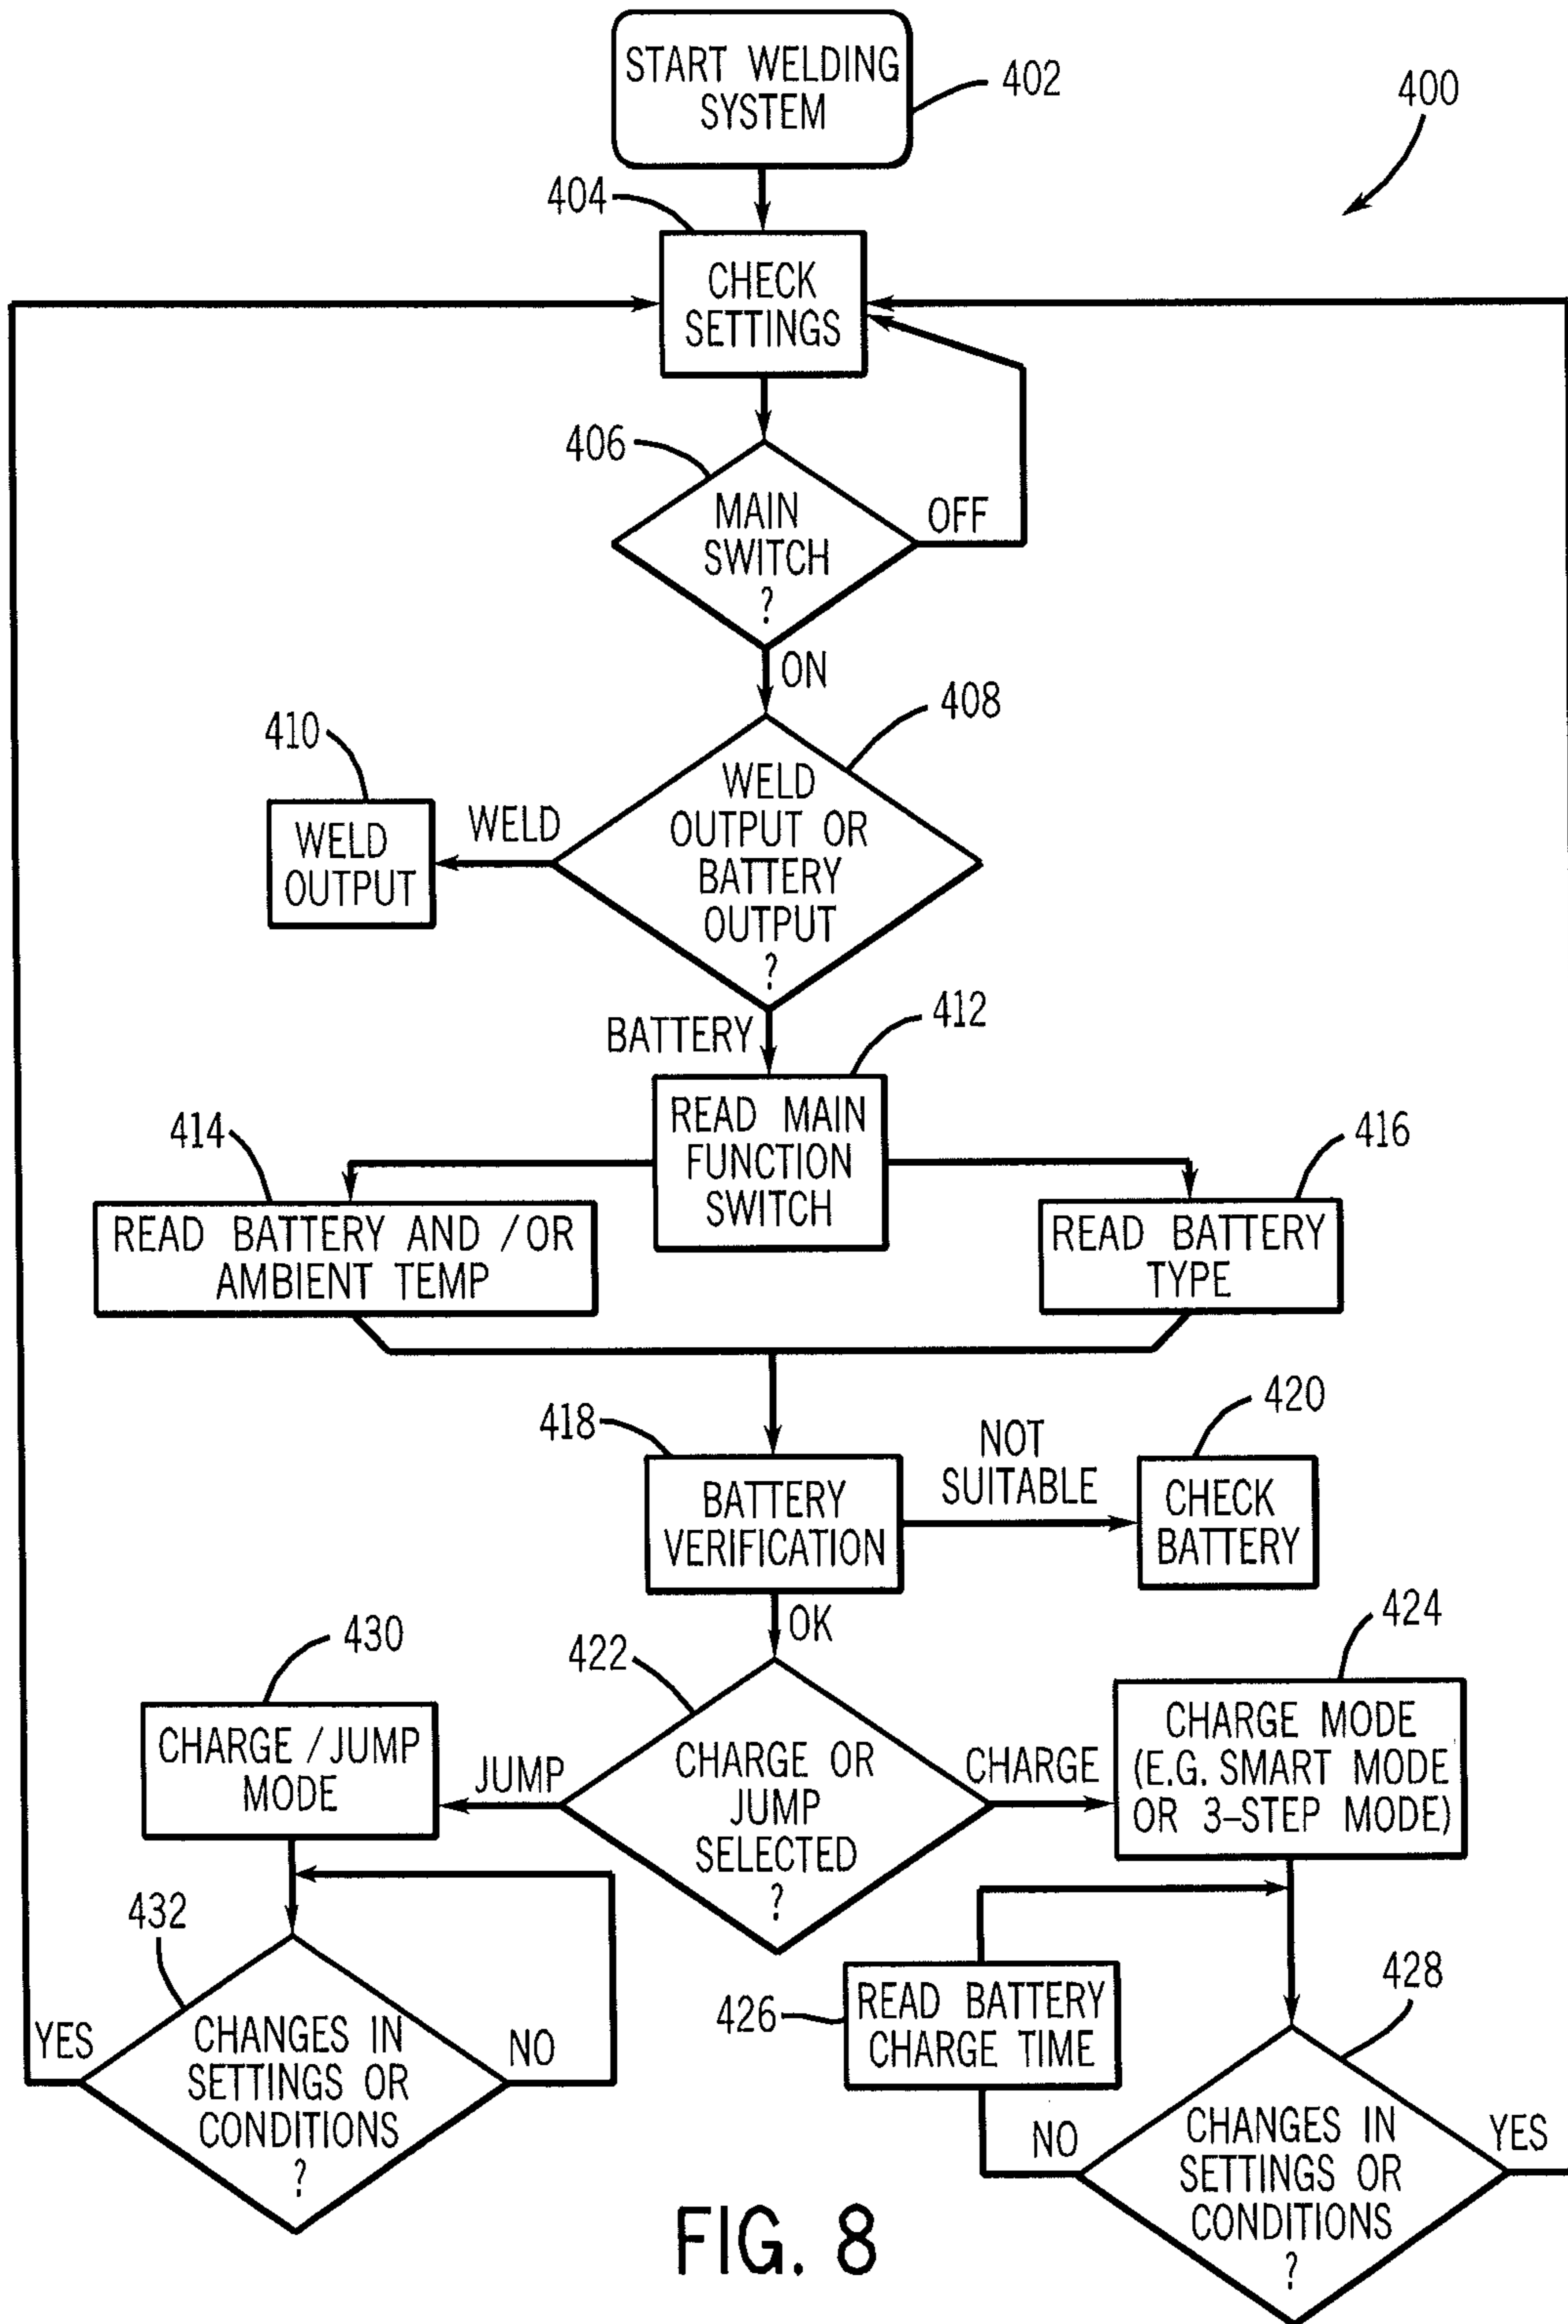 START WELDING
SYSTEM
402
400
404
CHECK
SETTINGS
406
MAIN
SWITCH
?
OFF
ON
408
410
WELD
WELD
OUTPUT
WELD
OUTPUT OR
BATTERY
OUTPUT
?
BATTERY
412
READ MAIN
FUNCTION
SWITCH
414
READ BATTERY AND /OR
AMBIENT TEMP
416
READ BATTERY
TYPE
418
BATTERY
VERIFICATION
NOT
SUITABLE
420
CHECK
BATTERY
OK
422
CHARGE OR
JUMP
SELECTED
?
430
CHARGE /JUMP
MODE
JUMP
CHARGE
424
CHARGE MODE
(E.G. SMART MODE
OR 3–STEP MODE)
432
CHANGES IN
SETTINGS OR
CONDITIONS
?
YES
NO
426
READ BATTERY
CHARGE TIME
428
NO
CHANGES IN
SETTINGS OR
CONDITIONS
?
YES
FIG. 8